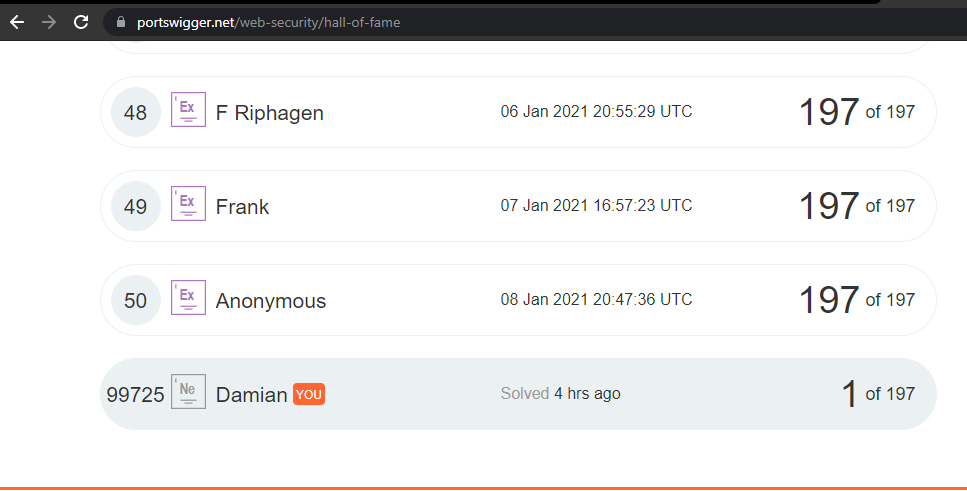 portswigger.net/web-security/hall-of-fame
48 Ex F Riphagen 06 Jan 2021 20:55:29 UTC 197 of 197
49 Ex Frank 07 Jan 2021 16:57:23 UTC 197 of 197
50 Ex Anonymous 08 Jan 2021 20:47:36 UTC 197 of 197
99725 Ne Damian YOU Solved 4 hrs ago 1 of 197